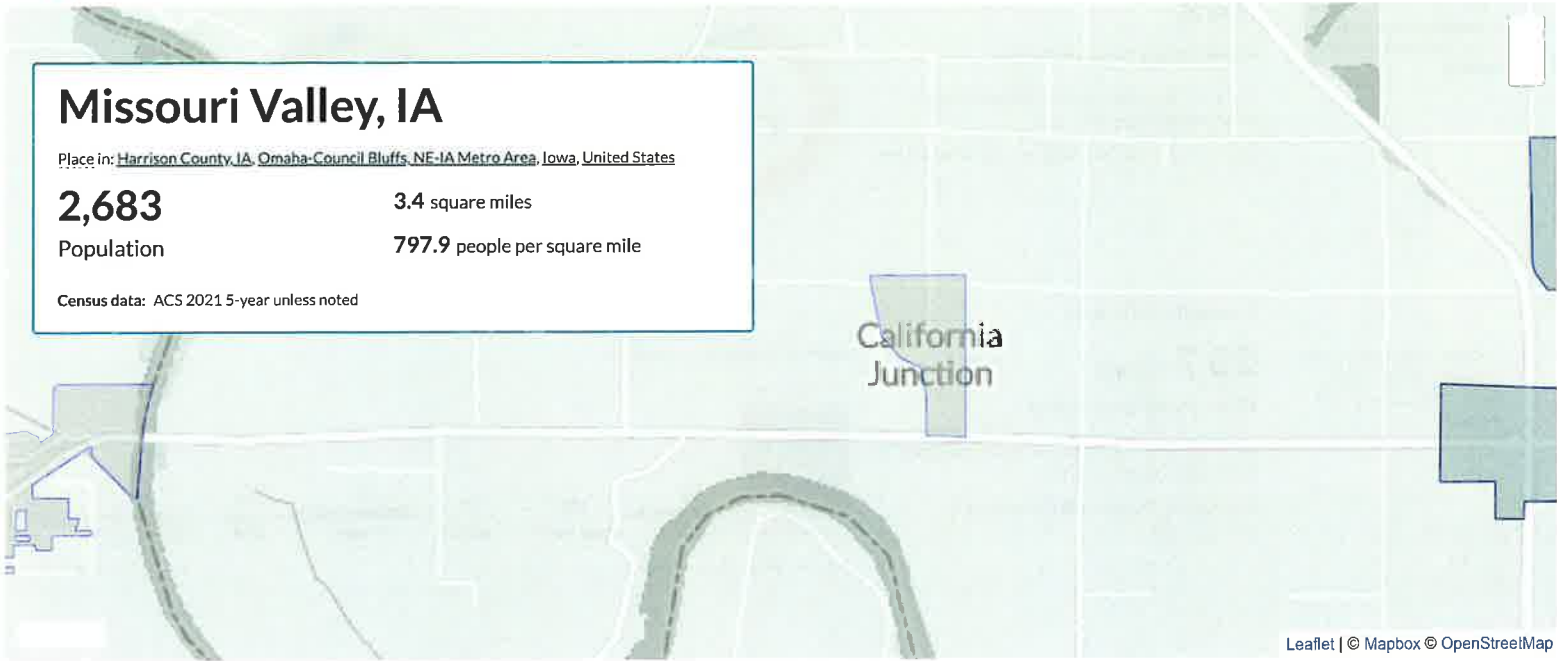 Missouri Valley, IA
Place in: Harrison County, IA, Omaha-Council Bluffs, NE-IA Metro Area, Iowa, United States
2,683
Population
3.4 square miles
797.9 people per square mile
Census data: ACS 2021 5-year unless noted
California
Junction
Leaflet | © Mapbox © OpenStreetMap